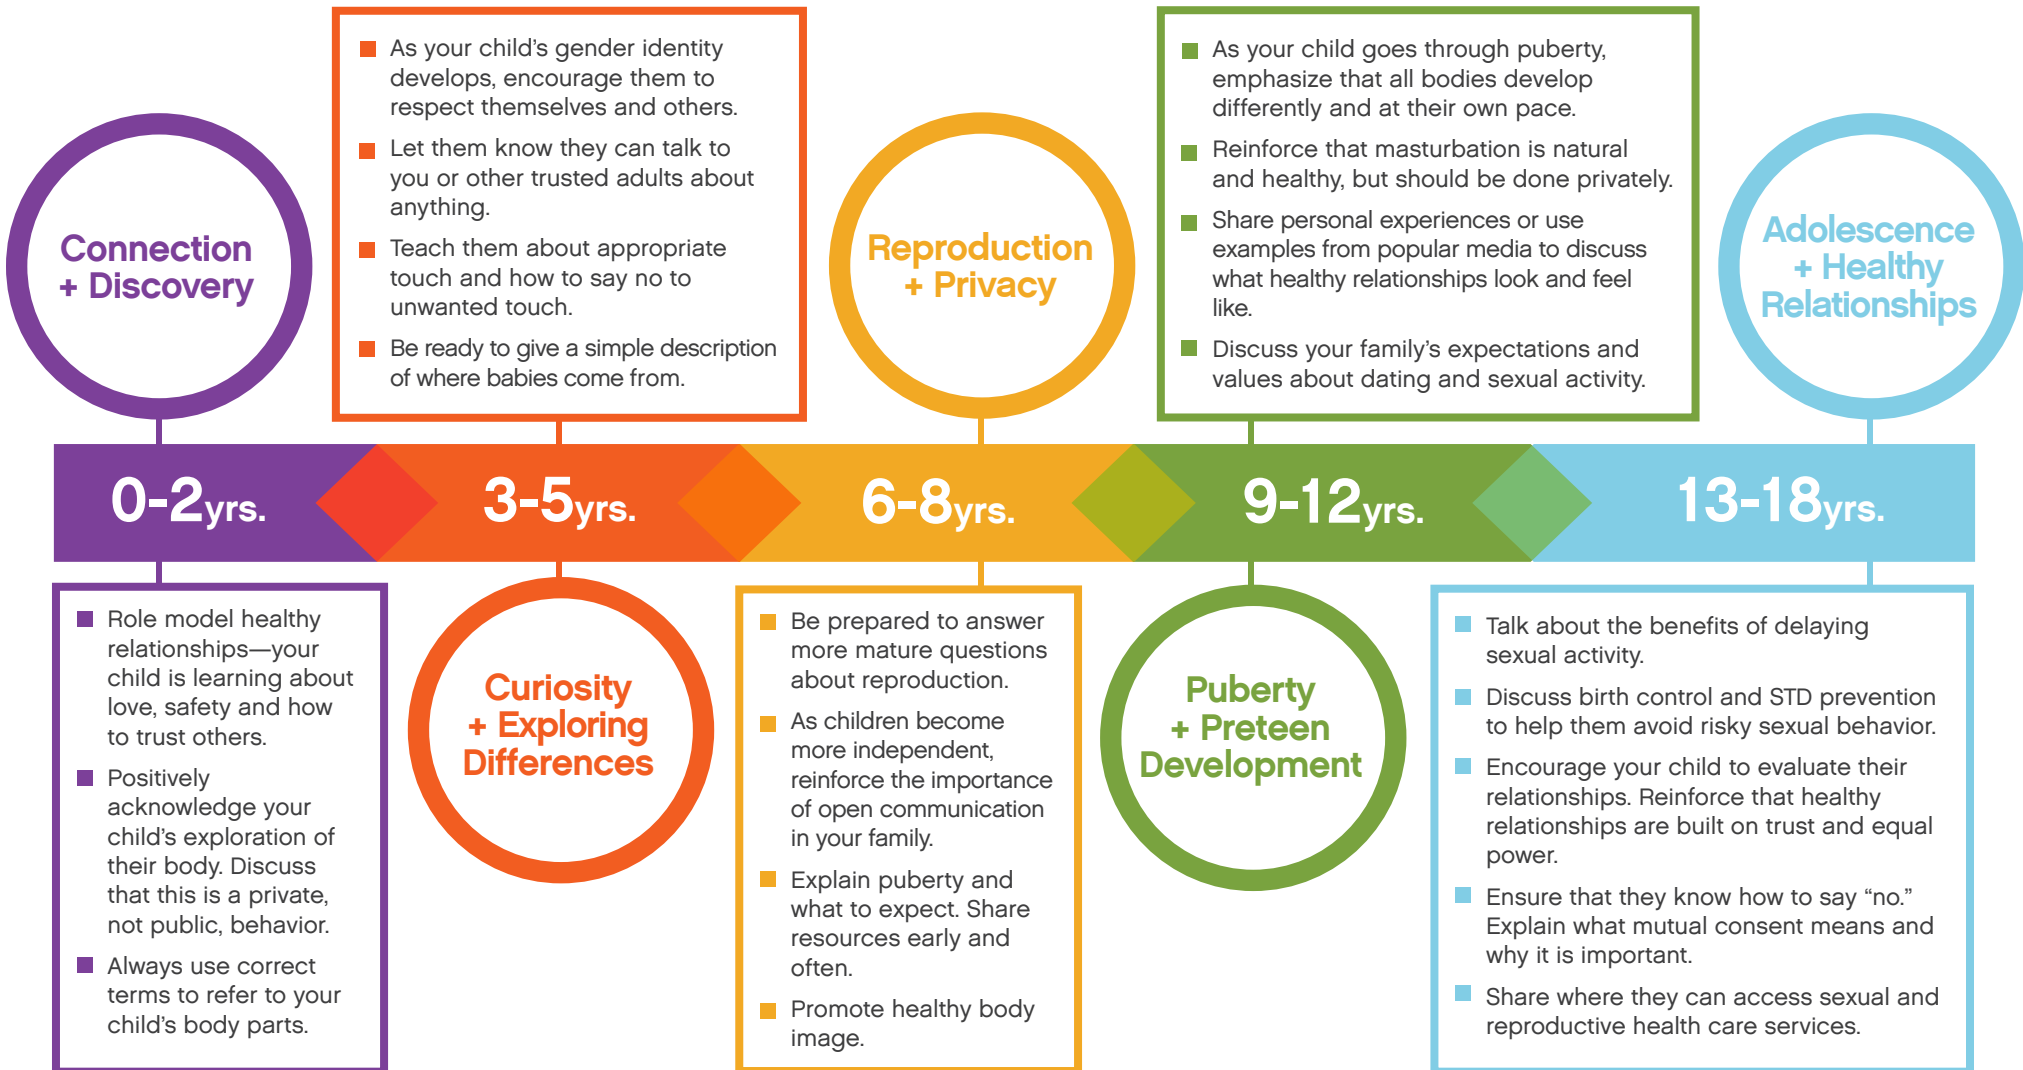 As your child's gender identity
develops, encourage them to
respect themselves and others.
Let them know they can talk to
you or other trusted adults about
anything.
Teach them about appropriate
touch and how to say no to
unwanted touch.
Be ready to give a simple description
of where babies come from.
As your child goes through puberty,
emphasize that all bodies develop
differently and at their own pace.
Reinforce that masturbation is natural
and healthy, but should be done privately.
Share personal experiences or use
examples from popular media to discuss
what healthy relationships look and feel
like.
Discuss your family's expectations and
values about dating and sexual activity.
Connection
+ Discovery
Reproduction
+ Privacy
Adolescence
+ Healthy
Relationships
0-2yrs.
3-5yrs.
6-8yrs.
9-12yrs.
13-18yrs.
Role model healthy
relationships—your
child is learning about
love, safety and how
to trust others.
Positively
acknowledge your
child's exploration of
their body. Discuss
that this is a private,
not public, behavior.
Always use correct
terms to refer to your
child's body parts.
Curiosity
+ Exploring
Differences
Be prepared to answer
more mature questions
about reproduction.
As children become
more independent,
reinforce the importance
of open communication
in your family.
Explain puberty and
what to expect. Share
resources early and
often.
Promote healthy body
image.
Puberty
+ Preteen
Development
Talk about the benefits of delaying
sexual activity.
Discuss birth control and STD prevention
to help them avoid risky sexual behavior.
Encourage your child to evaluate their
relationships. Reinforce that healthy
relationships are built on trust and equal
power.
Ensure that they know how to say “no.”
Explain what mutual consent means and
why it is important.
Share where they can access sexual and
reproductive health care services.